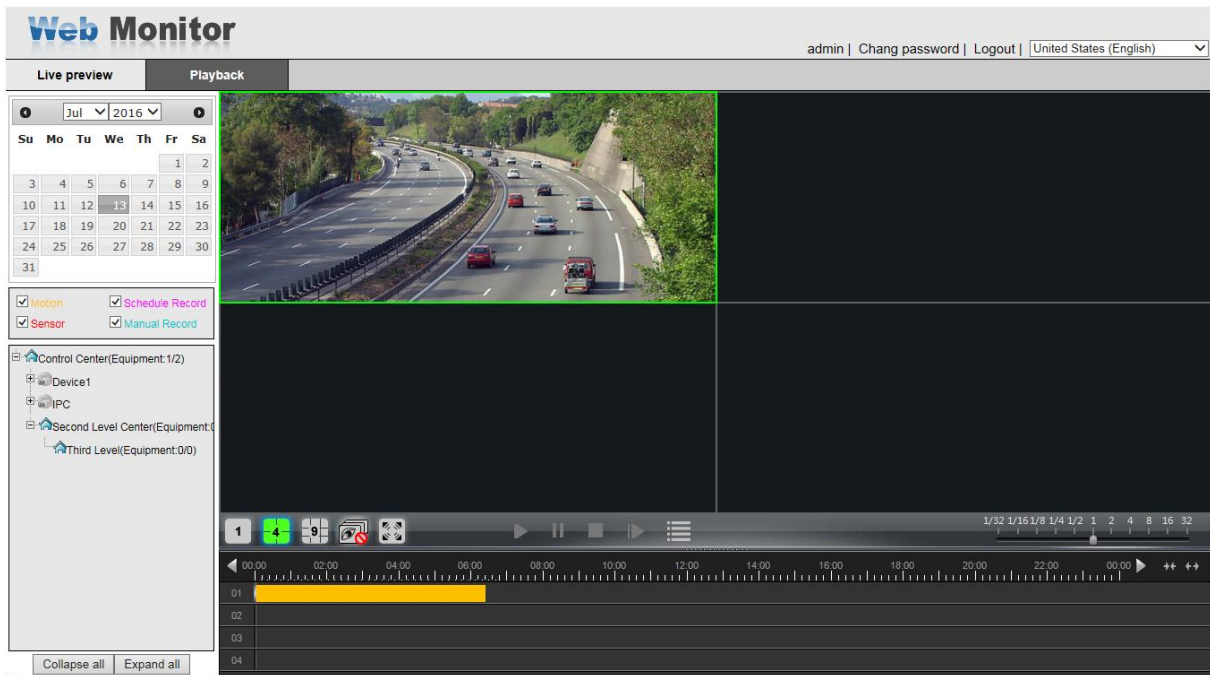 Web Monitor
admin | Chang password | Logout | United States (English)
Live preview Playback
Jul 2016
Su Mo Tu We Th Fr Sa
1 2
3 4 5 6 7 8 9
10 11 12 13 14 15 16
17 18 19 20 21 22 23
24 25 26 27 28 29 30
31
Motion Schedule Record
Sensor Manual Record
Control Center(Equipment:1/2)
Device1
IPC
Second Level Center(Equipment:
Third Level(Equipment:0/0)
Collapse all Expand all
1 4 9
1/32 1/16 1/8 1/4 1/2 1 2 4 8 16 32
00:00 02:00 04:00 06:00 08:00 10:00 12:00 14:00 16:00 18:00 20:00 22:00 00:00
01
02
03
04